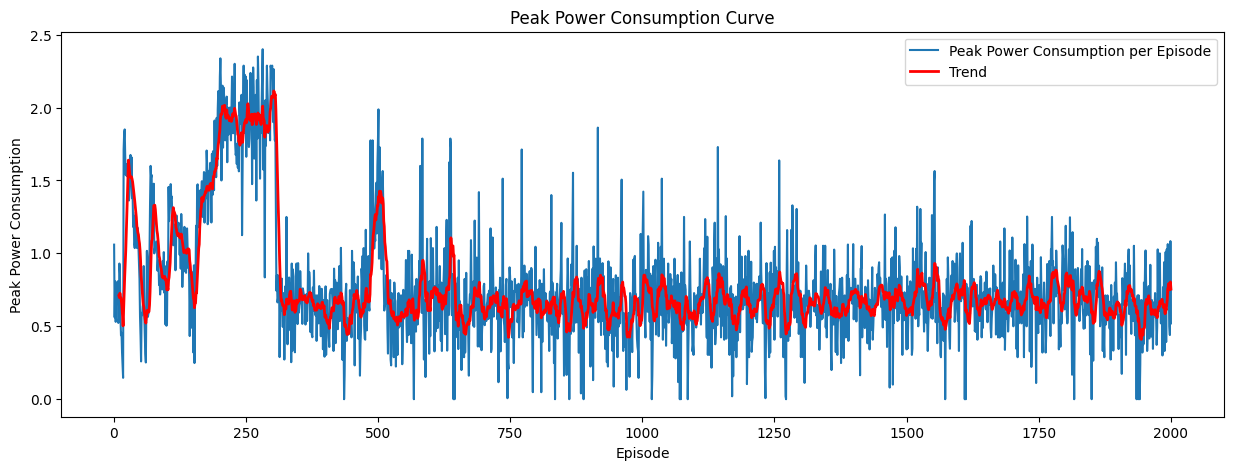 Peak Power Consumption Curve
Peak Power Consumption per Episode
Trend
Peak Power Consumption
2.5
2.0
1.5
1.0
0.5
0.0
0 250 500 750 1000 1250 1500 1750 2000
Episode